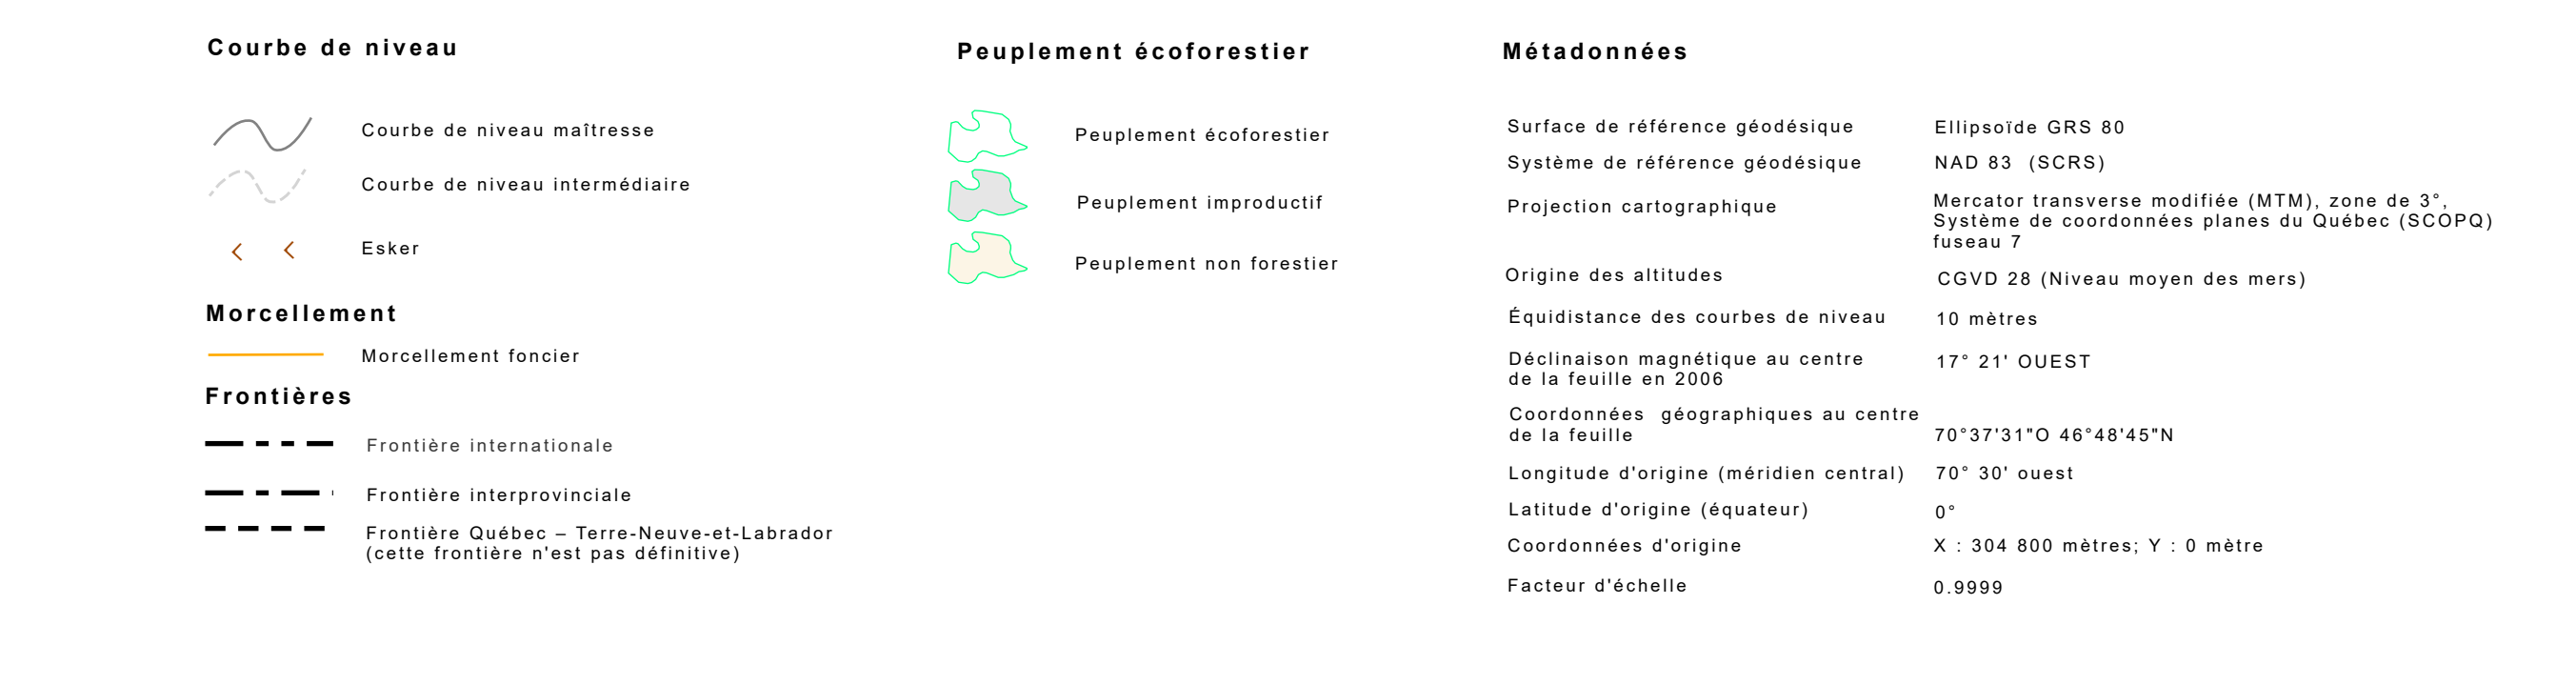 Courbe de niveau
Courbe de niveau maîtresse
Courbe de niveau intermédiaire
Esker
Morcellement
Morcellement foncier
Frontières
Frontière internationale
Frontière interprovinciale
Frontière Québec – Terre-Neuve-et-Labrador
(cette frontière n'est pas définitive)
Peuplement écoforestier
Peuplement écoforestier
Peuplement improductif
Peuplement non forestier
Métadonnées
Surface de référence géodésique Ellipsoïde GRS 80
Système de référence géodésique NAD 83 (SCRS)
Projection cartographique Mercator transverse modifiée (MTM), zone de 3°,
Système de coordonnées planes du Québec (SCOPQ)
fuseau 7
Origine des altitudes CGVD 28 (Niveau moyen des mers)
Équidistance des courbes de niveau 10 mètres
Déclinaison magnétique au centre 17° 21' OUEST
de la feuille en 2006
Coordonnées géographiques au centre
de la feuille 70°37'31"O 46°48'45"N
Longitude d'origine (méridien central) 70° 30' ouest
Latitude d'origine (équateur) 0°
Coordonnées d'origine X : 304 800 mètres; Y : 0 mètre
Facteur d'échelle 0.9999